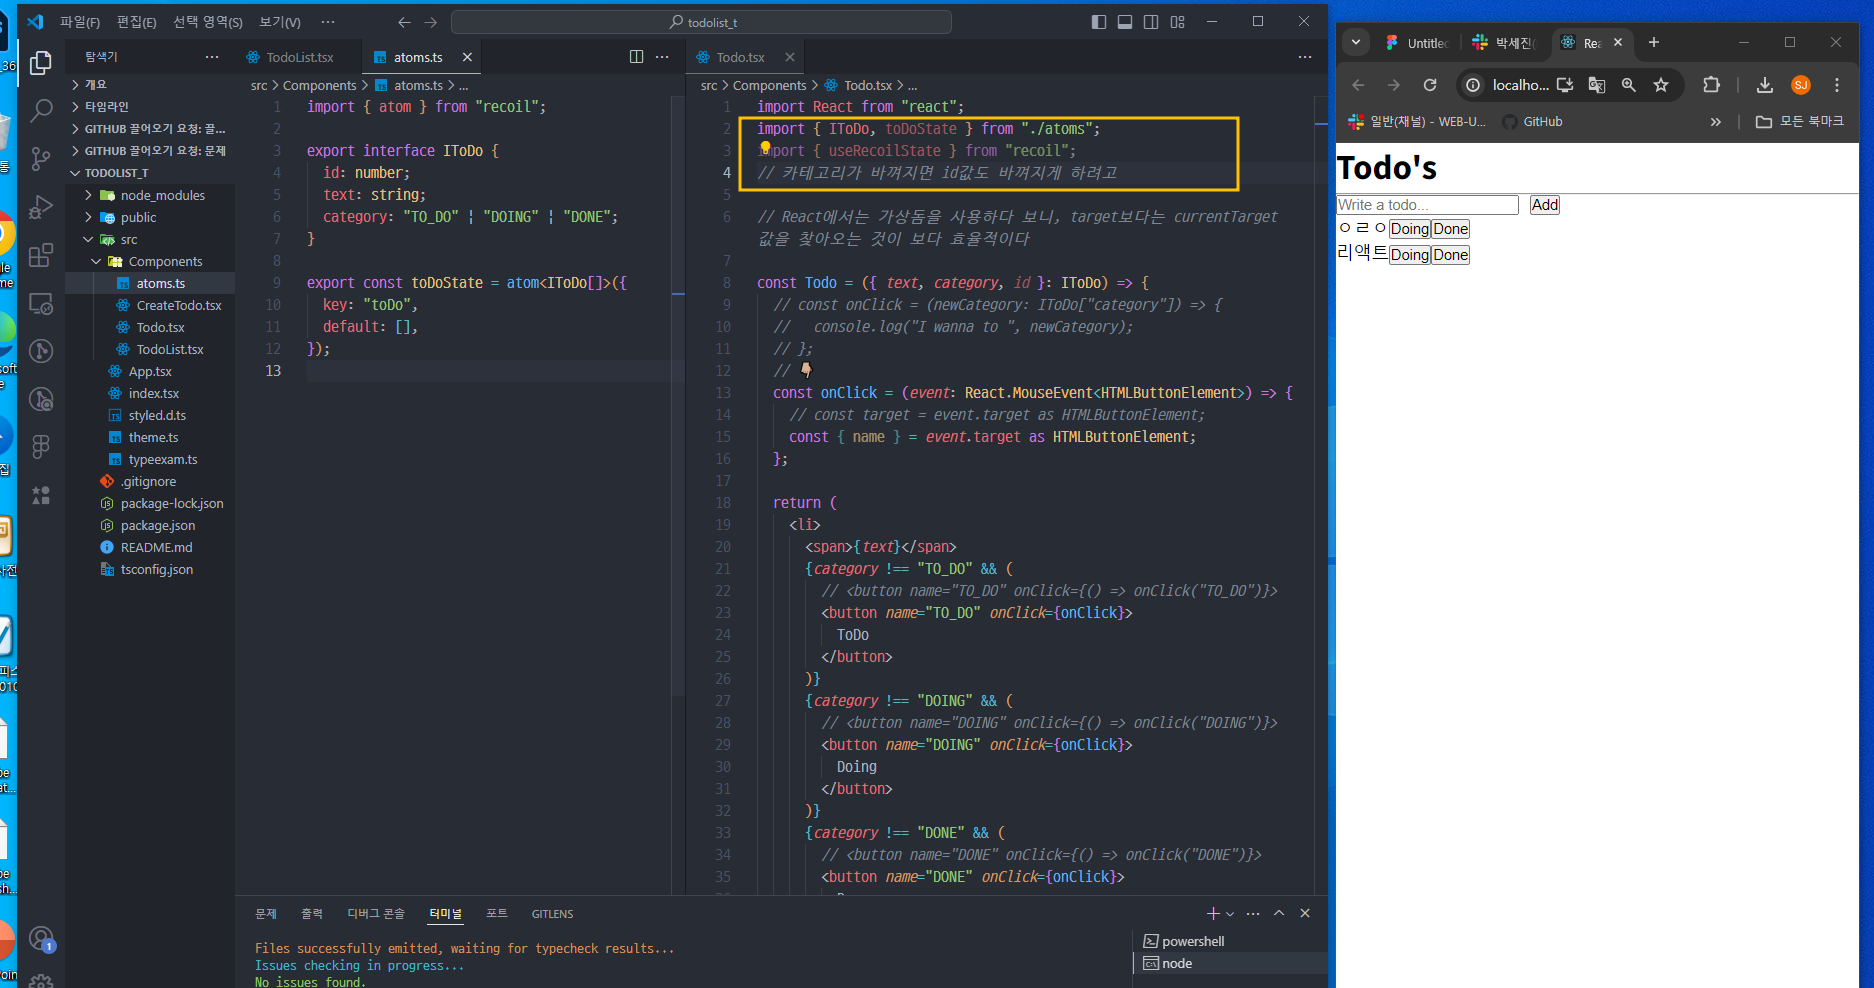 파일(F) 편집(E) 선택 영역(S) 보기(V) ··· todolist_t
탐색기 ···
개요
타임라인
GITHUB 끌어오기 요청: 끌...
GITHUB 끌어오기 요청: 문제
TODOLIST_T
node_modules
public
src
Components
atoms.ts
CreateTodo.tsx
Todo.tsx
TodoList.tsx
App.tsx
index.tsx
styled.d.ts
theme.ts
typeexam.ts
.gitignore
package-lock.json
package.json
README.md
tsconfig.json
TodoList.tsx atoms.ts
src > Components > atoms.ts > ...
1 import { atom } from "recoil";
2
3 export interface IToDo {
4 id: number;
5 text: string;
6 category: "TO_DO" | "DOING" | "DONE";
7 }
8
9 export const toDoState = atom<IToDo[]>({
10 key: "toDo",
11 default: [],
12 });
13
Todo.tsx
src > Components > Todo.tsx > ...
1 import React from "react";
2 import { IToDo, toDoState } from "./atoms";
3 import { useRecoilState } from "recoil";
4 // 카테고리가 바껴지면 id값도 바껴지게 하려고
5
6 // React에서는 가상돔을 사용하다 보니, target보다는 currentTarget
값을 찾아오는 것이 보다 효율적이다
7
8 const Todo = ({ text, category, id }: IToDo) => {
9 // const onClick = (newCategory: IToDo["category"]) => {
10 // console.log("I wanna to ", newCategory);
11 // };
12 // 👇
13 const onClick = (event: React.MouseEvent<HTMLButtonElement>) => {
14 // const target = event.target as HTMLButtonElement;
15 const { name } = event.target as HTMLButtonElement;
16 };
17
18 return (
19 <li>
20 <span>{text}</span>
21 {category !== "TO_DO" && (
22 // <button name="TO_DO" onClick={() => onClick("TO_DO")}>
23 <button name="TO_DO" onClick={onClick}>
24 ToDo
25 </button>
26 )}
27 {category !== "DOING" && (
28 // <button name="DOING" onClick={() => onClick("DOING")}>
29 <button name="DOING" onClick={onClick}>
30 Doing
31 </button>
32 )}
33 {category !== "DONE" && (
34 // <button name="DONE" onClick={() => onClick("DONE")}>
35 <button name="DONE" onClick={onClick}>
문제 출력 디버그 콘솔 터미널 포트 GITLENS
Files successfully emitted, waiting for typecheck results...
Issues checking in progress...
No issues found.
powershell
node
1
Untitled 박세진( Rea
localho... SJ
일반(채널) - WEB-U... GitHub » 모든 북마크
Todo's
Write a todo... Add
ㅇㄹㅇ Doing Done
리액트 Doing Done